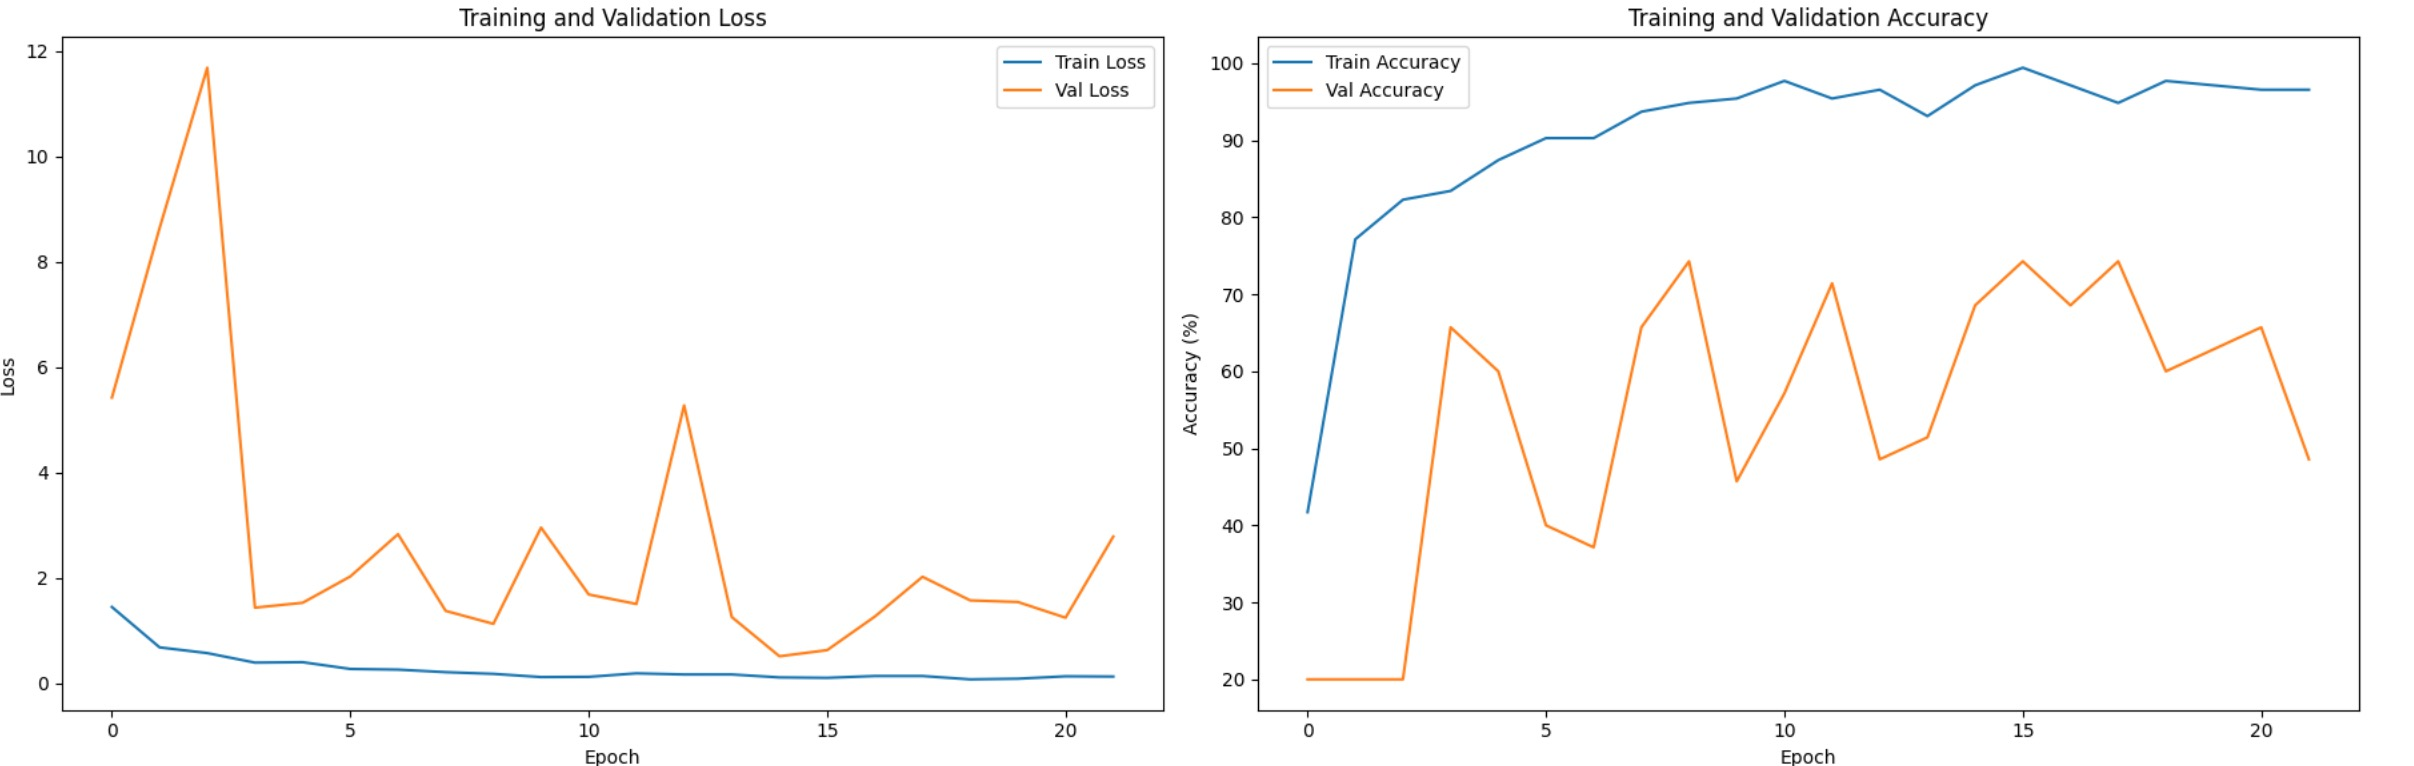 Training and Validation Loss
12
10
8
6
4
2
0
Loss
Train Loss
Val Loss
0 5 10 15 20
Epoch
Training and Validation Accuracy
100
90
80
70
60
50
40
30
20
Accuracy (%)
Train Accuracy
Val Accuracy
0 5 10 15 20
Epoch